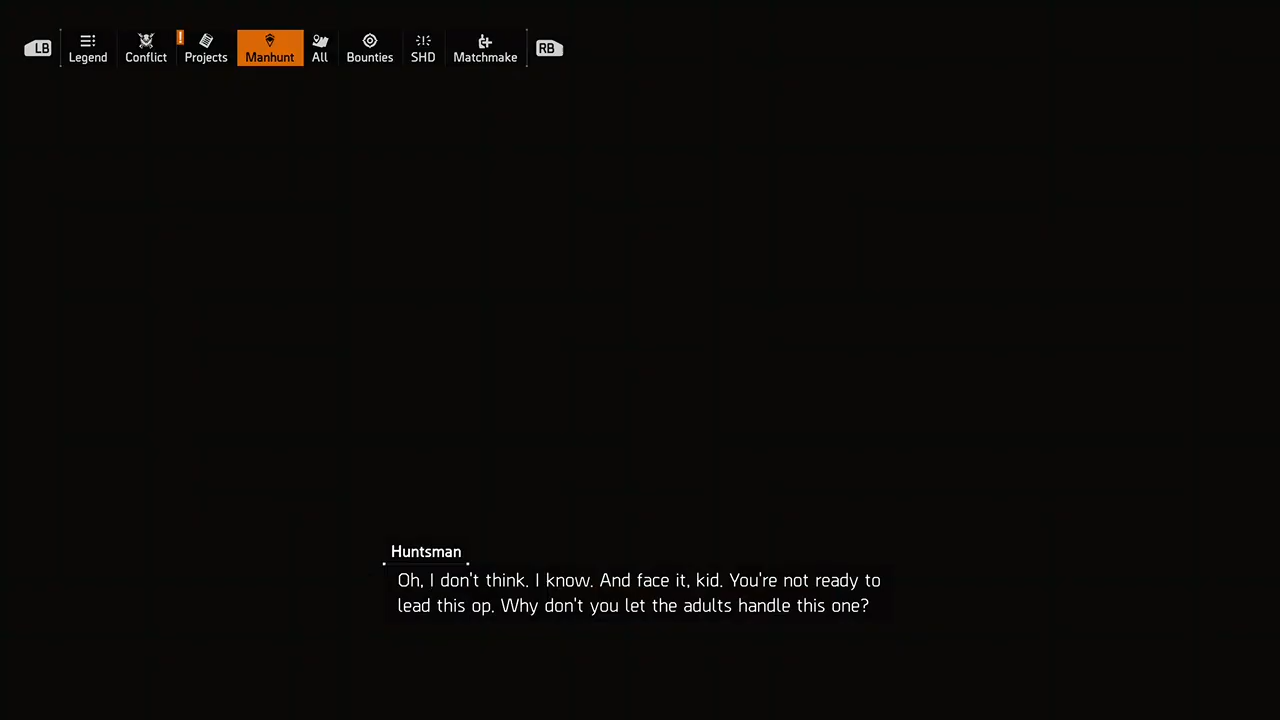 LB Legend Conflict ! Projects Manhunt All Bounties SHD Matchmake RB
Huntsman
Oh, I don't think. I know. And face it, kid. You're not ready to
lead this op. Why don't you let the adults handle this one?